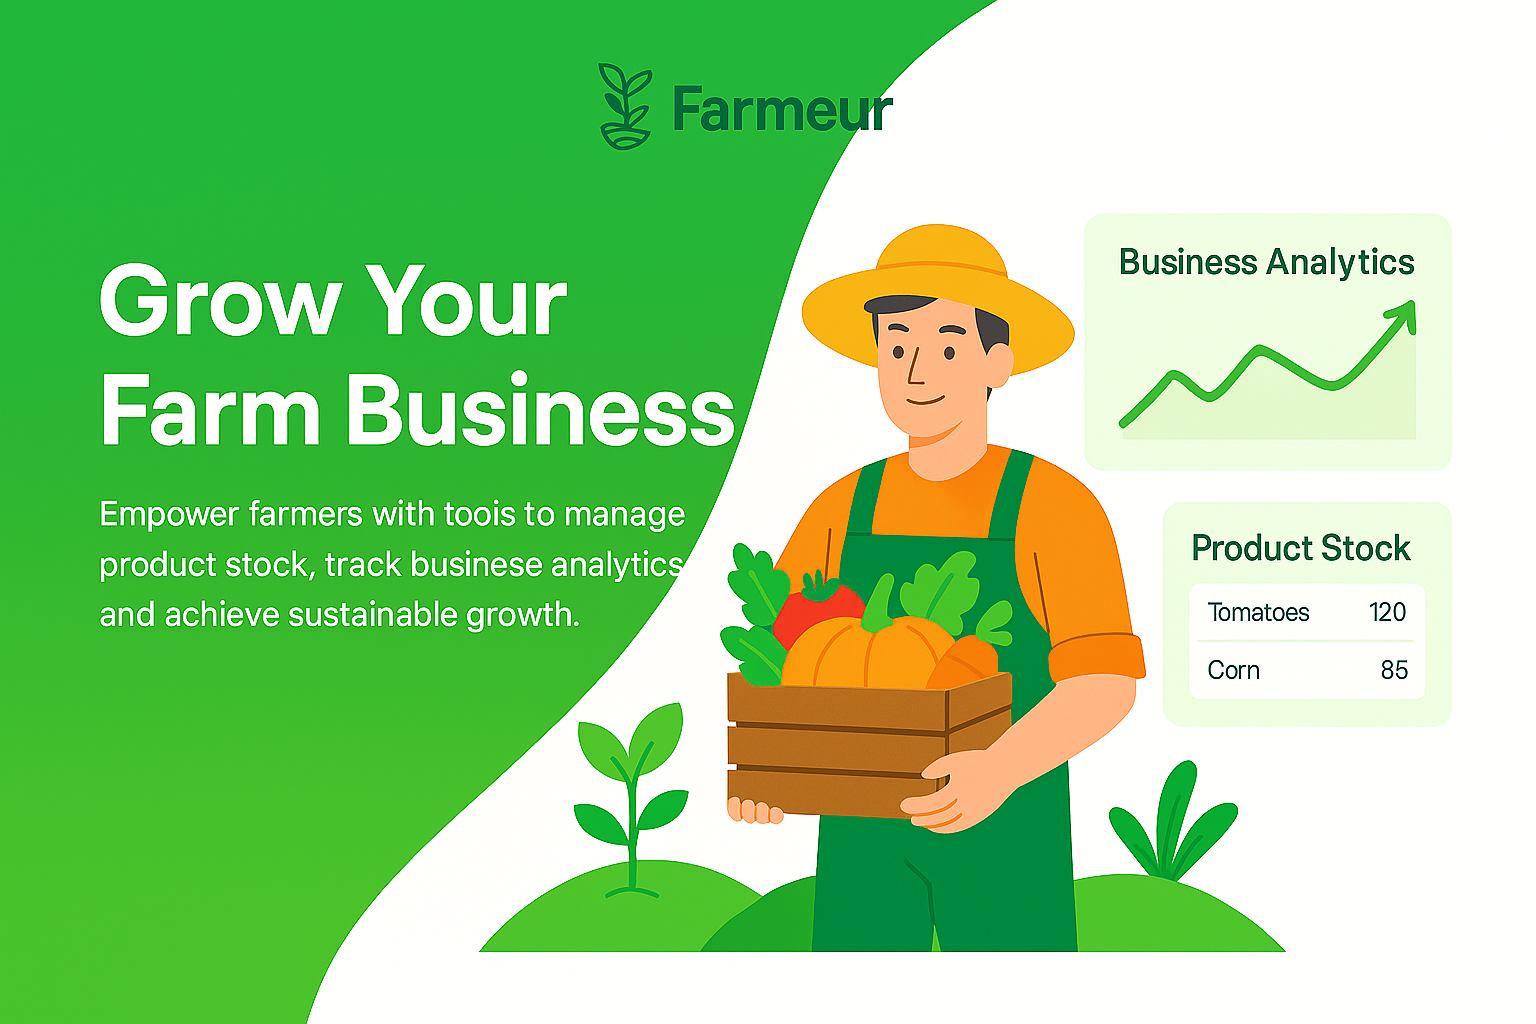 Farmeur
Grow Your
Farm Business
Empower farmers with toois to manage
product stock, track businese analytics
and achieve sustainable growth.
Business Analytics
Product Stock
Tomatoes 120
Corn 85